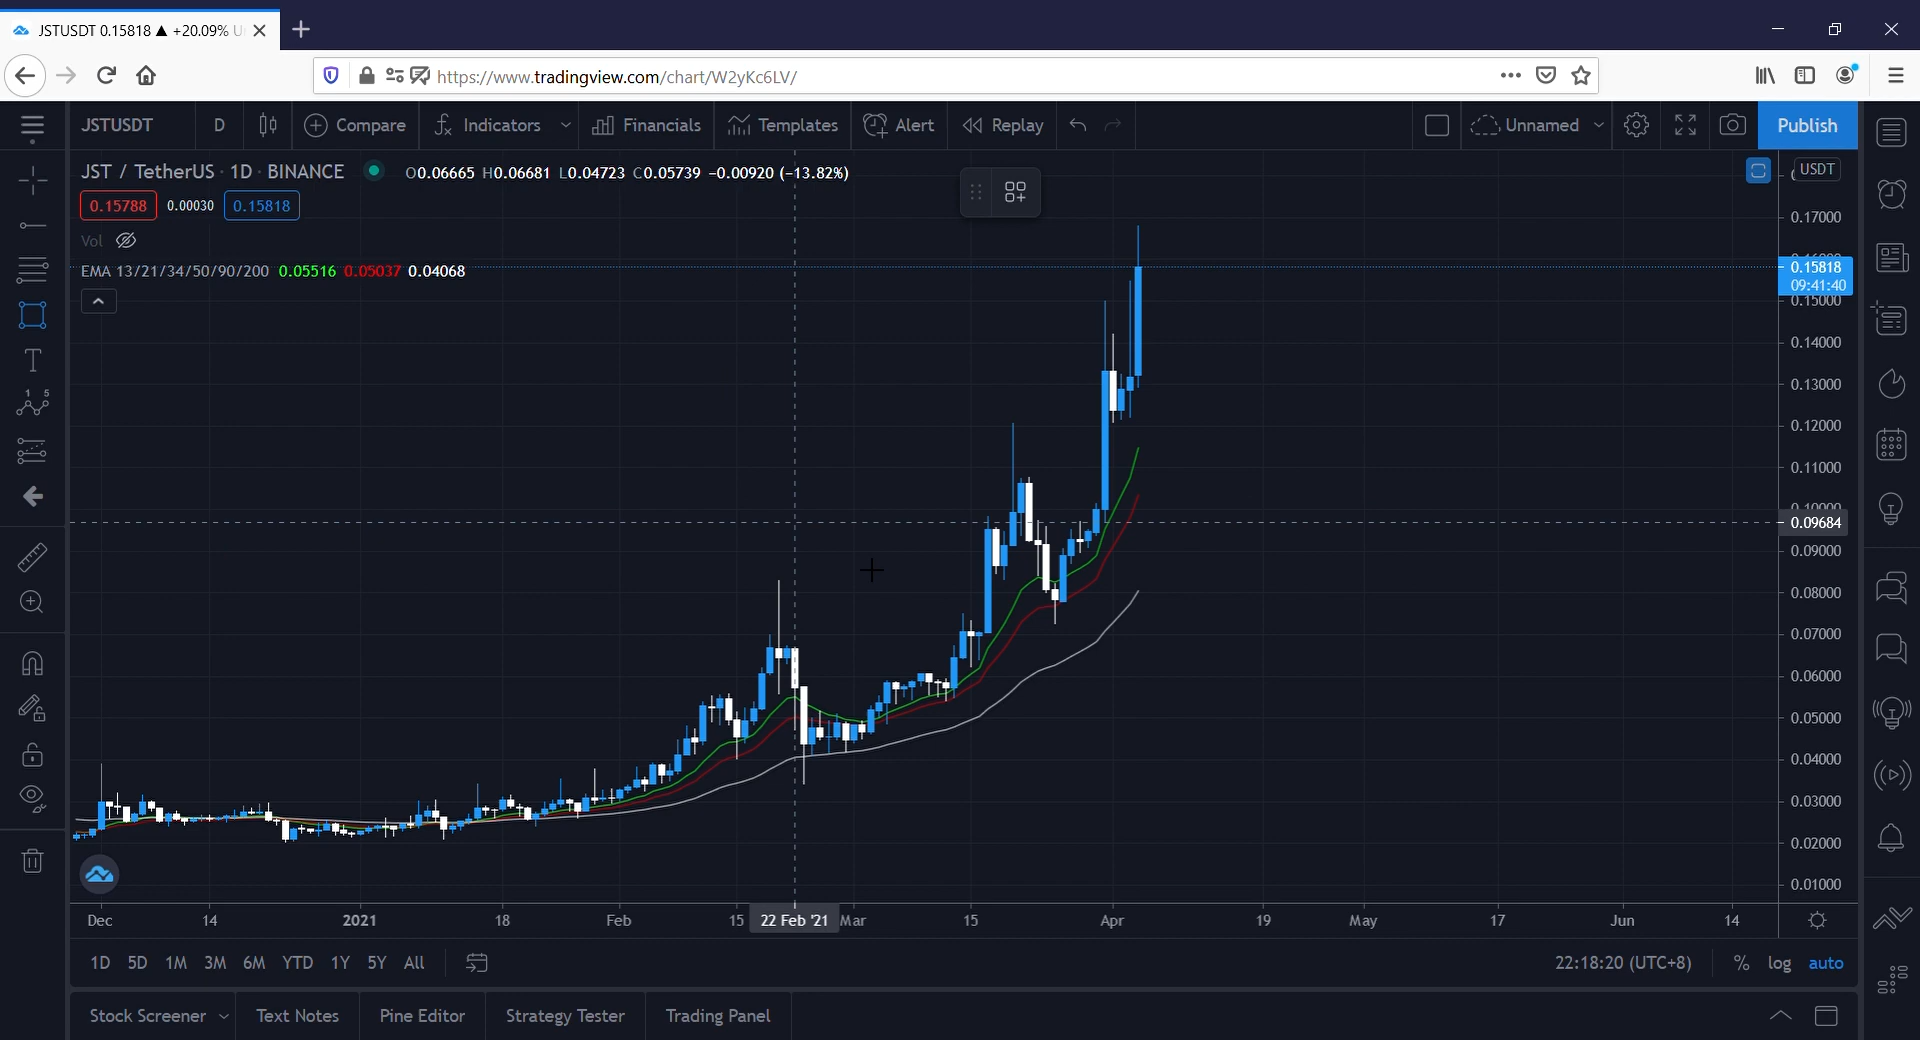 JSTUSDT 0.15818 ▲ +20.09%
https://www.tradingview.com/chart/W2yKc6LV/
JSTUSDT D Compare Indicators Financials Templates Alert Replay Unnamed Publish
JST / TetherUS · 1D · BINANCE O0.06665 H0.06681 L0.04723 C0.05739 −0.00920 (−13.82%)
USDT
0.15788 0.00030 0.15818
Vol
EMA 13/21/34/50/90/200 0.05516 0.05037 0.04068
0.17000
0.15818
09:41:40
0.15000
0.14000
0.13000
0.12000
0.11000
0.10000
0.09684
0.09000
0.08000
0.07000
0.06000
0.05000
0.04000
0.03000
0.02000
0.01000
Dec 14 2021 18 Feb 15 22 Feb '21 Mar 15 Apr 19 May 17 Jun 14
1D 5D 1M 3M 6M YTD 1Y 5Y All 22:18:20 (UTC+8) % log auto
Stock Screener Text Notes Pine Editor Strategy Tester Trading Panel